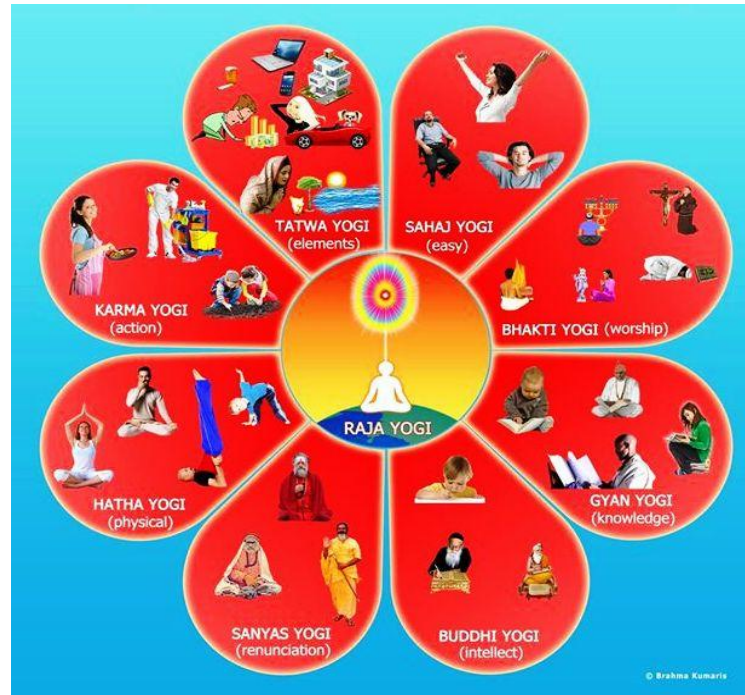 TATWA YOGI
(elements)
SAHAJ YOGI
(easy)
BHAKTI YOGI (worship)
GYAN YOGI
(knowledge)
BUDDHI YOGI
(intellect)
SANYAS YOGI
(renunciation)
HATHA YOGI
(physical)
KARMA YOGI
(action)
RAJA YOGI
© Brahma Kumaris